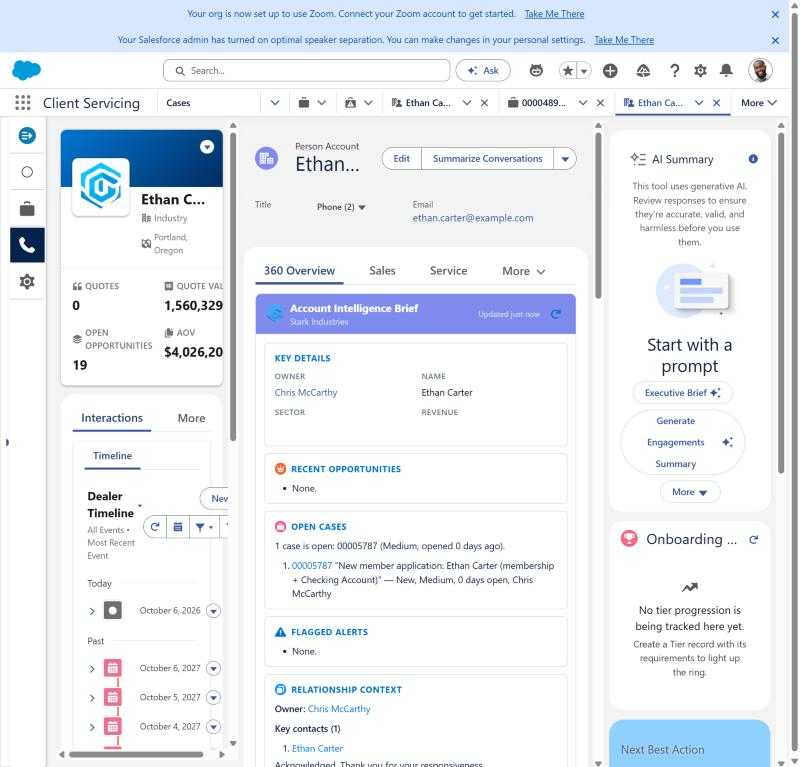 Your org is now set up to use Zoom. Connect your Zoom account to get started. Take Me There
Your Salesforce admin has turned on optimal speaker separation. You can make changes in your personal settings. Take Me There
Search...
Ask
Client Servicing
Cases
Ethan Ca...
0000489...
Ethan Ca...
More
Ethan C...
Industry
Portland,
Oregon
QUOTES
0
QUOTE VAL
1,560,329
OPEN
OPPORTUNITIES
19
AOV
$4,026,20
Interactions
More
Timeline
Dealer
Timeline
New
All Events •
Most Recent
Event
Today
October 6, 2026
Past
October 6, 2027
October 5, 2027
October 4, 2027
Person Account
Ethan...
Edit
Summarize Conversations
Title
Phone (2)
Email
ethan.carter@example.com
360 Overview
Sales
Service
More
Account Intelligence Brief
Stark Industries
Updated just now
KEY DETAILS
OWNER
NAME
Chris McCarthy
Ethan Carter
SECTOR
REVENUE
RECENT OPPORTUNITIES
• None.
OPEN CASES
1 case is open: 00005787 (Medium, opened 0 days ago).
1. 00005787 "New member application: Ethan Carter (membership
+ Checking Account)" — New, Medium, 0 days open, Chris
McCarthy
FLAGGED ALERTS
• None.
RELATIONSHIP CONTEXT
Owner: Chris McCarthy
Key contacts (1)
1. Ethan Carter
Acknowledged. Thank you for your responsiveness.
AI Summary
This tool uses generative AI.
Review responses to ensure
they're accurate, valid, and
harmless before you use
them.
Start with a
prompt
Executive Brief
Generate
Engagements
Summary
More
Onboarding ...
No tier progression is
being tracked here yet.
Create a Tier record with its
requirements to light up
the ring.
Next Best Action